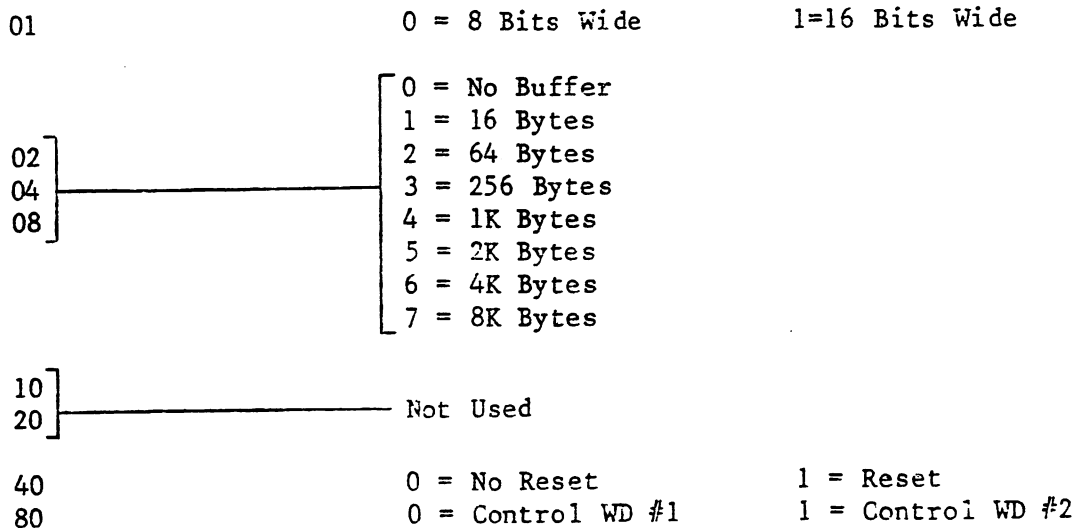 01 0 = 8 Bits Wide 1=16 Bits Wide
0 = No Buffer
1 = 16 Bytes
02 2 = 64 Bytes
04 3 = 256 Bytes
08 4 = 1K Bytes
5 = 2K Bytes
6 = 4K Bytes
7 = 8K Bytes
10
20 Not Used
40 0 = No Reset 1 = Reset
80 0 = Control WD #1 1 = Control WD #2